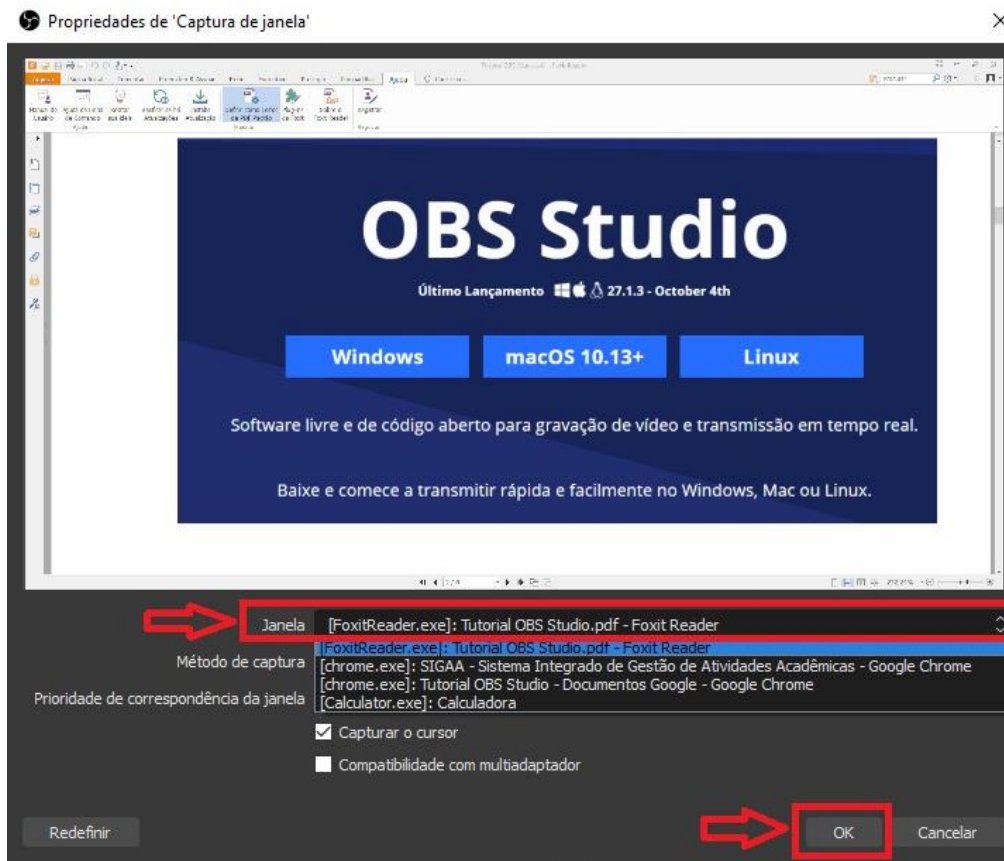 Propriedades de 'Captura de janela'
Ajuda
OBS Studio
Último Lançamento 27.1.3 - October 4th
Windows macOS 10.13+ Linux
Software livre e de código aberto para gravação de vídeo e transmissão em tempo real.
Baixe e comece a transmitir rápida e facilmente no Windows, Mac ou Linux.
Janela [FoxitReader.exe]: Tutorial OBS Studio.pdf - Foxit Reader
[FoxitReader.exe]: Tutorial OBS Studio.pdf - Foxit Reader
Método de captura [chrome.exe]: SIGAA - Sistema Integrado de Gestão de Atividades Acadêmicas - Google Chrome
[chrome.exe]: Tutorial OBS Studio - Documentos Google - Google Chrome
Prioridade de correspondência da janela [Calculator.exe]: Calculadora
Capturar o cursor
Compatibilidade com multiadaptador
Redefinir OK Cancelar